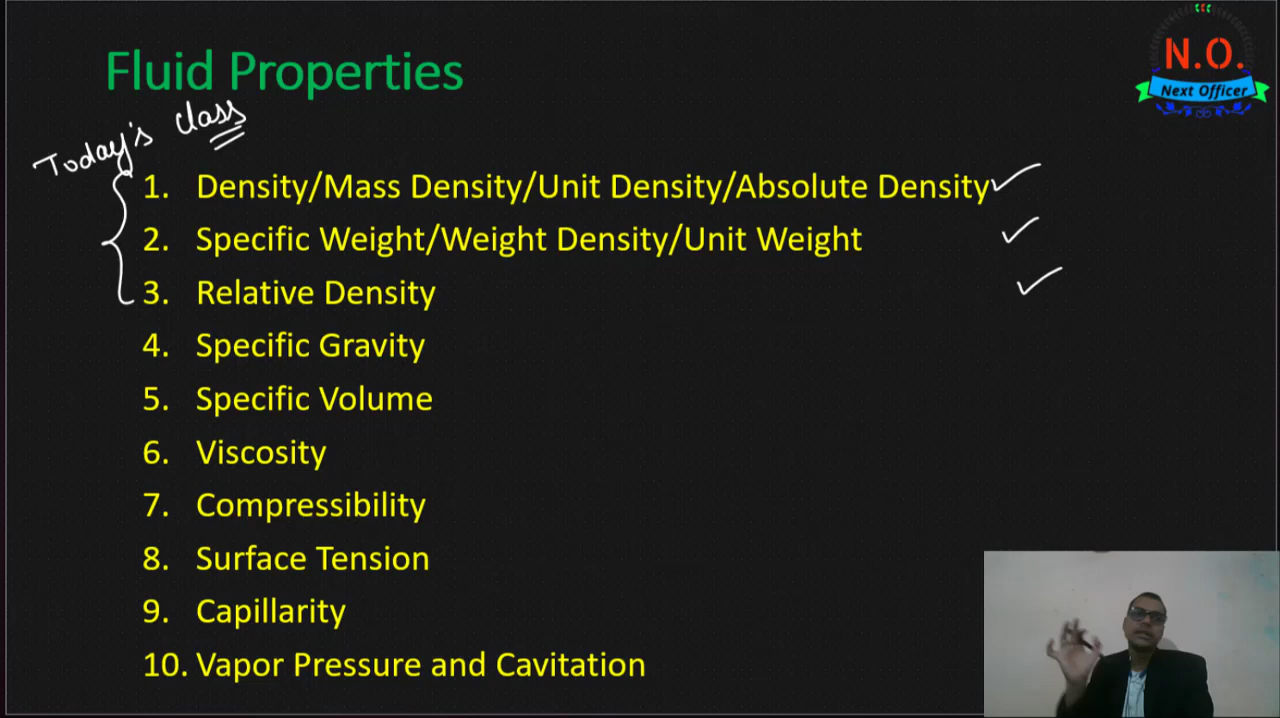 Fluid Properties
N.O.
Next Officer
Today's class
1. Density/Mass Density/Unit Density/Absolute Density
2. Specific Weight/Weight Density/Unit Weight
3. Relative Density
4. Specific Gravity
5. Specific Volume
6. Viscosity
7. Compressibility
8. Surface Tension
9. Capillarity
10. Vapor Pressure and Cavitation